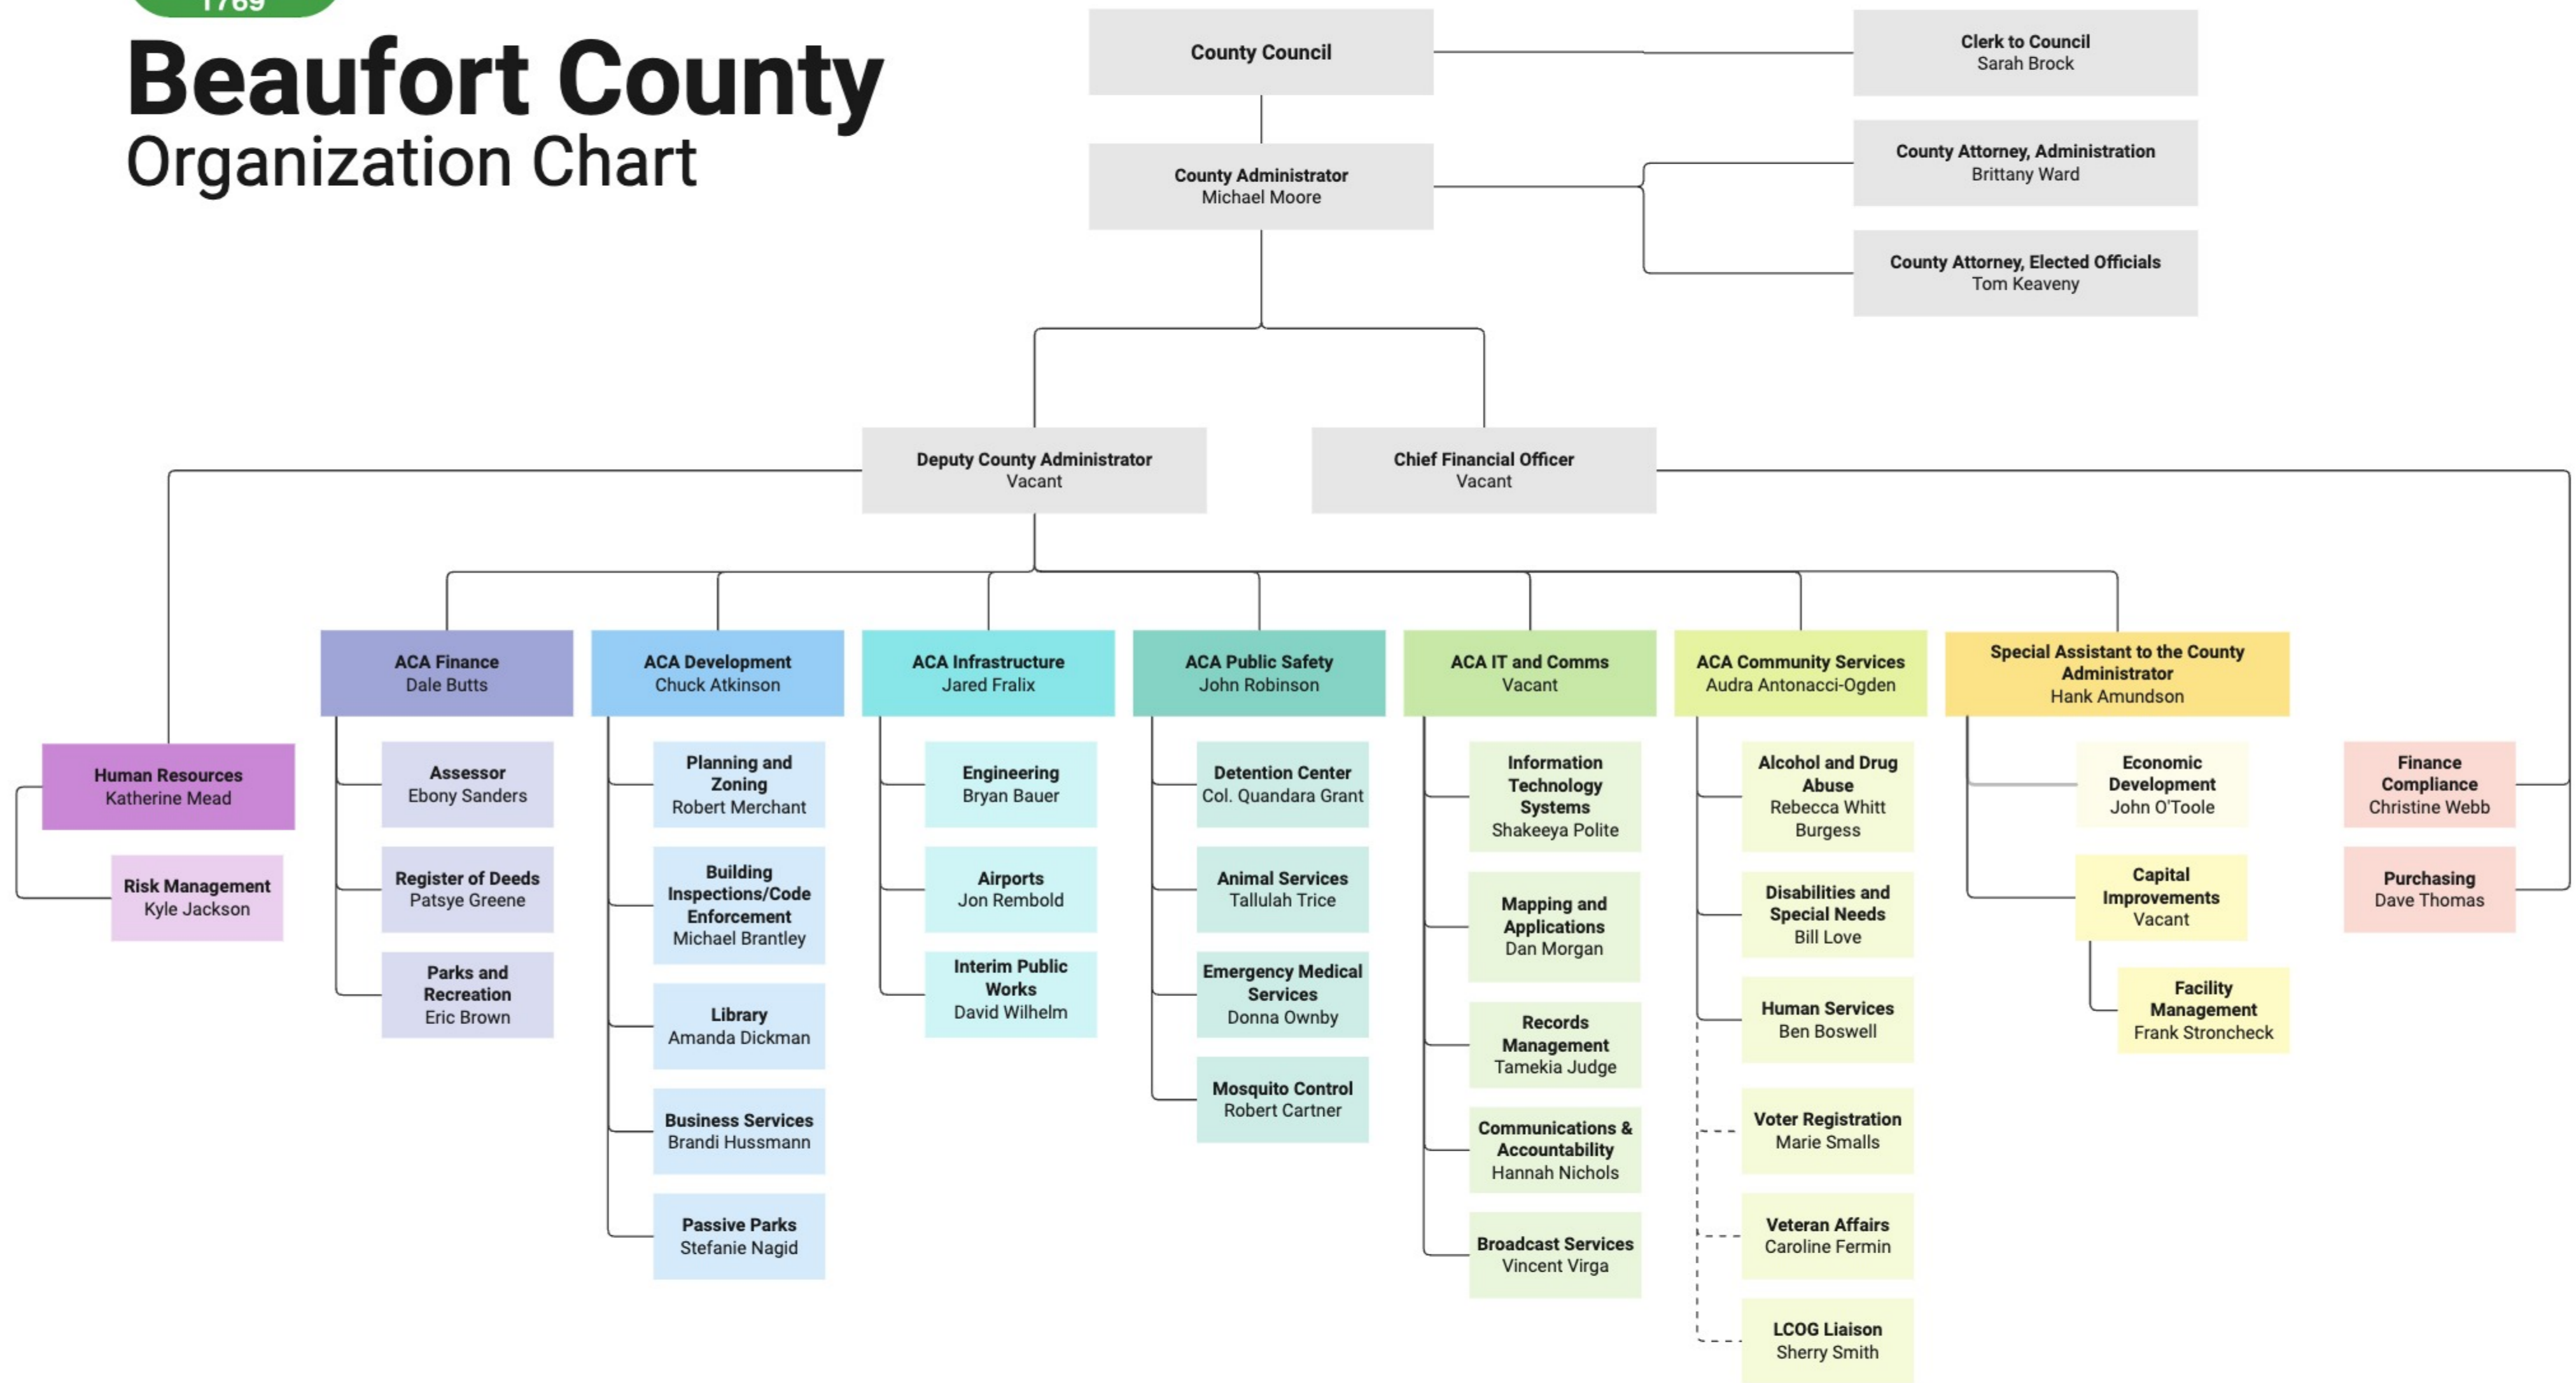 1769
Beaufort County
Organization Chart
County Council
Clerk to Council
Sarah Brock
County Administrator
Michael Moore
County Attorney, Administration
Brittany Ward
County Attorney, Elected Officials
Tom Keaveny
Deputy County Administrator
Vacant
Chief Financial Officer
Vacant
Human Resources
Katherine Mead
Risk Management
Kyle Jackson
ACA Finance
Dale Butts
Assessor
Ebony Sanders
Register of Deeds
Patsye Greene
Parks and
Recreation
Eric Brown
ACA Development
Chuck Atkinson
Planning and
Zoning
Robert Merchant
Building
Inspections/Code
Enforcement
Michael Brantley
Library
Amanda Dickman
Business Services
Brandi Hussmann
Passive Parks
Stefanie Nagid
ACA Infrastructure
Jared Fralix
Engineering
Bryan Bauer
Airports
Jon Rembold
Interim Public
Works
David Wilhelm
ACA Public Safety
John Robinson
Detention Center
Col. Quandara Grant
Animal Services
Tallulah Trice
Emergency Medical
Services
Donna Ownby
Mosquito Control
Robert Cartner
ACA IT and Comms
Vacant
Information
Technology
Systems
Shakeeya Polite
Mapping and
Applications
Dan Morgan
Records
Management
Tamekia Judge
Communications &
Accountability
Hannah Nichols
Broadcast Services
Vincent Virga
ACA Community Services
Audra Antonacci-Ogden
Alcohol and Drug
Abuse
Rebecca Whitt
Burgess
Disabilities and
Special Needs
Bill Love
Human Services
Ben Boswell
Voter Registration
Marie Smalls
Veteran Affairs
Caroline Fermin
LCOG Liaison
Sherry Smith
Special Assistant to the County
Administrator
Hank Amundson
Economic
Development
John O'Toole
Capital
Improvements
Vacant
Facility
Management
Frank Stroncheck
Finance
Compliance
Christine Webb
Purchasing
Dave Thomas